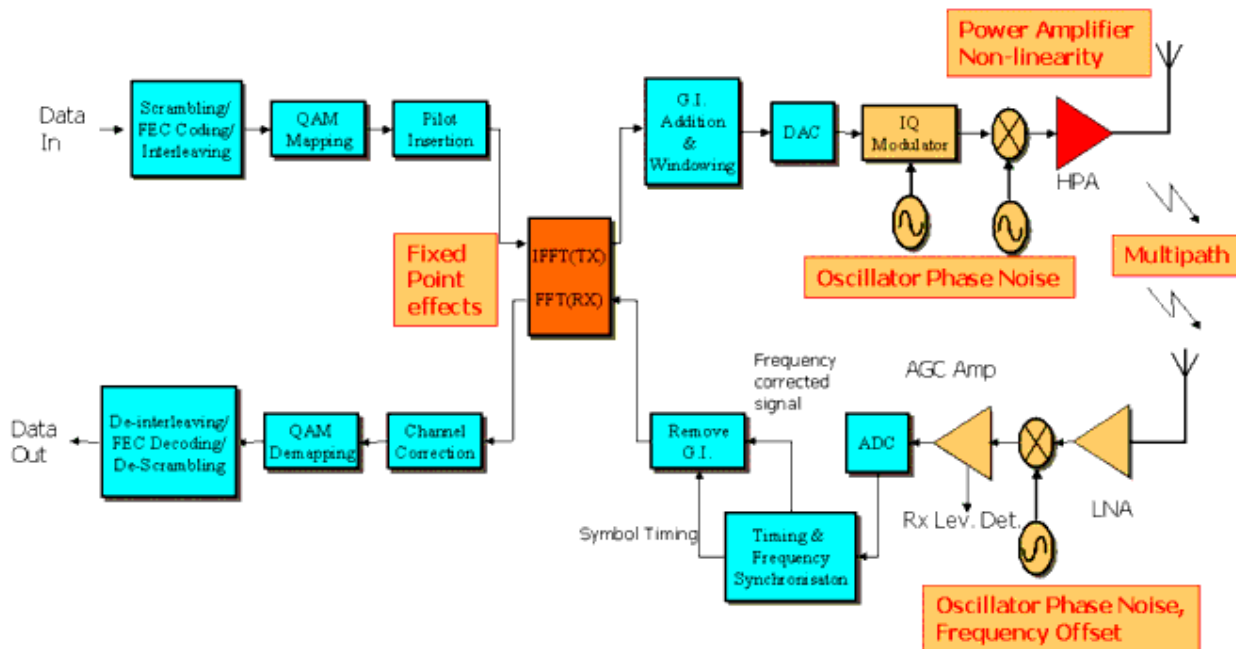 Power Amplifier
Non-linearity
Data
In
Scrambling/
FEC Coding/
Interleaving
QAM
Mapping
Pilot
Insertion
G.I.
Addition
&
Windowing
DAC
IQ
Modulator
HPA
Fixed
Point
effects
IFFT(TX)
FFT(RX)
Oscillator Phase Noise
Multipath
Frequency
corrected
signal
AGC Amp
Data
Out
De-interleaving/
FEC Decoding/
De-Scrambling
QAM
Demapping
Channel
Correction
Remove
G.I.
ADC
LNA
Rx Lev. Det.
Symbol Timing
Timing &
Frequency
Synchronisaton
Oscillator Phase Noise,
Frequency Offset